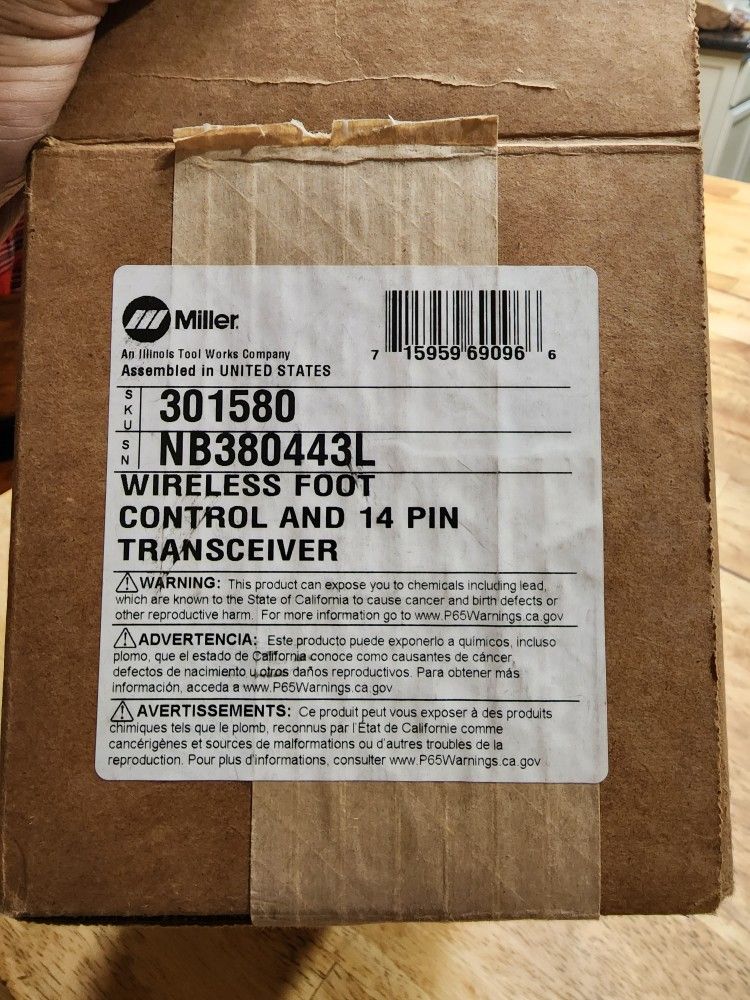 Miller.
An Illinois Tool Works Company
Assembled in UNITED STATES
7 15959 69096 6
SKU 301580
SN NB380443L
WIRELESS FOOT
CONTROL AND 14 PIN
TRANSCEIVER
WARNING: This product can expose you to chemicals including lead,
which are known to the State of California to cause cancer and birth defects or
other reproductive harm. For more information go to www.P65Warnings.ca.gov
ADVERTENCIA: Este producto puede exponerlo a químicos, incluso
plomo, que el estado de California conoce como causantes de cáncer,
defectos de nacimiento u otros daños reproductivos. Para obtener más
información, acceda a www.P65Warnings.ca.gov
AVERTISSEMENTS: Ce produit peut vous exposer à des produits
chimiques tels que le plomb, reconnus par l'État de Californie comme
cancérigènes et sources de malformations ou d'autres troubles de la
reproduction. Pour plus d'informations, consulter www.P65Warnings.ca.gov